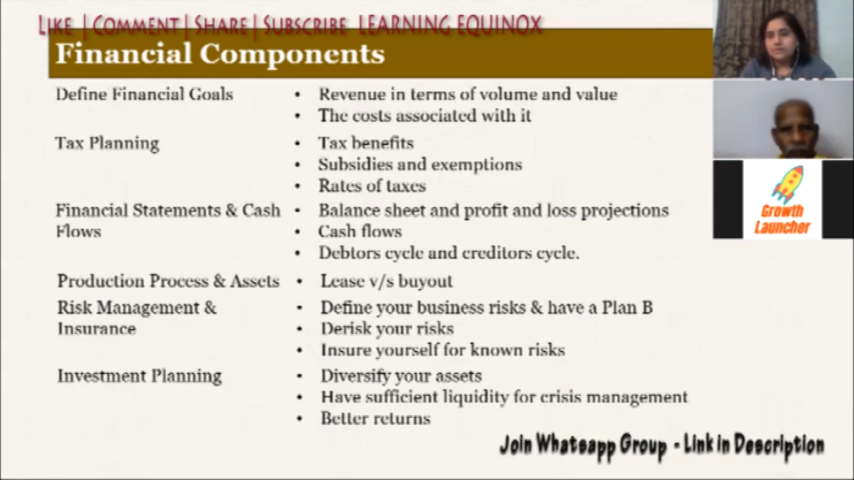 LIKE | COMMENT | SHARE | SUBSCRIBE LEARNING EQUINOX
Financial Components
Define Financial Goals
• Revenue in terms of volume and value
• The costs associated with it
Tax Planning
• Tax benefits
• Subsidies and exemptions
• Rates of taxes
Financial Statements & Cash
Flows
• Balance sheet and profit and loss projections
• Cash flows
• Debtors cycle and creditors cycle.
Production Process & Assets
• Lease v/s buyout
Risk Management &
Insurance
• Define your business risks & have a Plan B
• Derisk your risks
• Insure yourself for known risks
Investment Planning
• Diversify your assets
• Have sufficient liquidity for crisis management
• Better returns
Growth
Launcher
Join Whatsapp Group - Link in Description